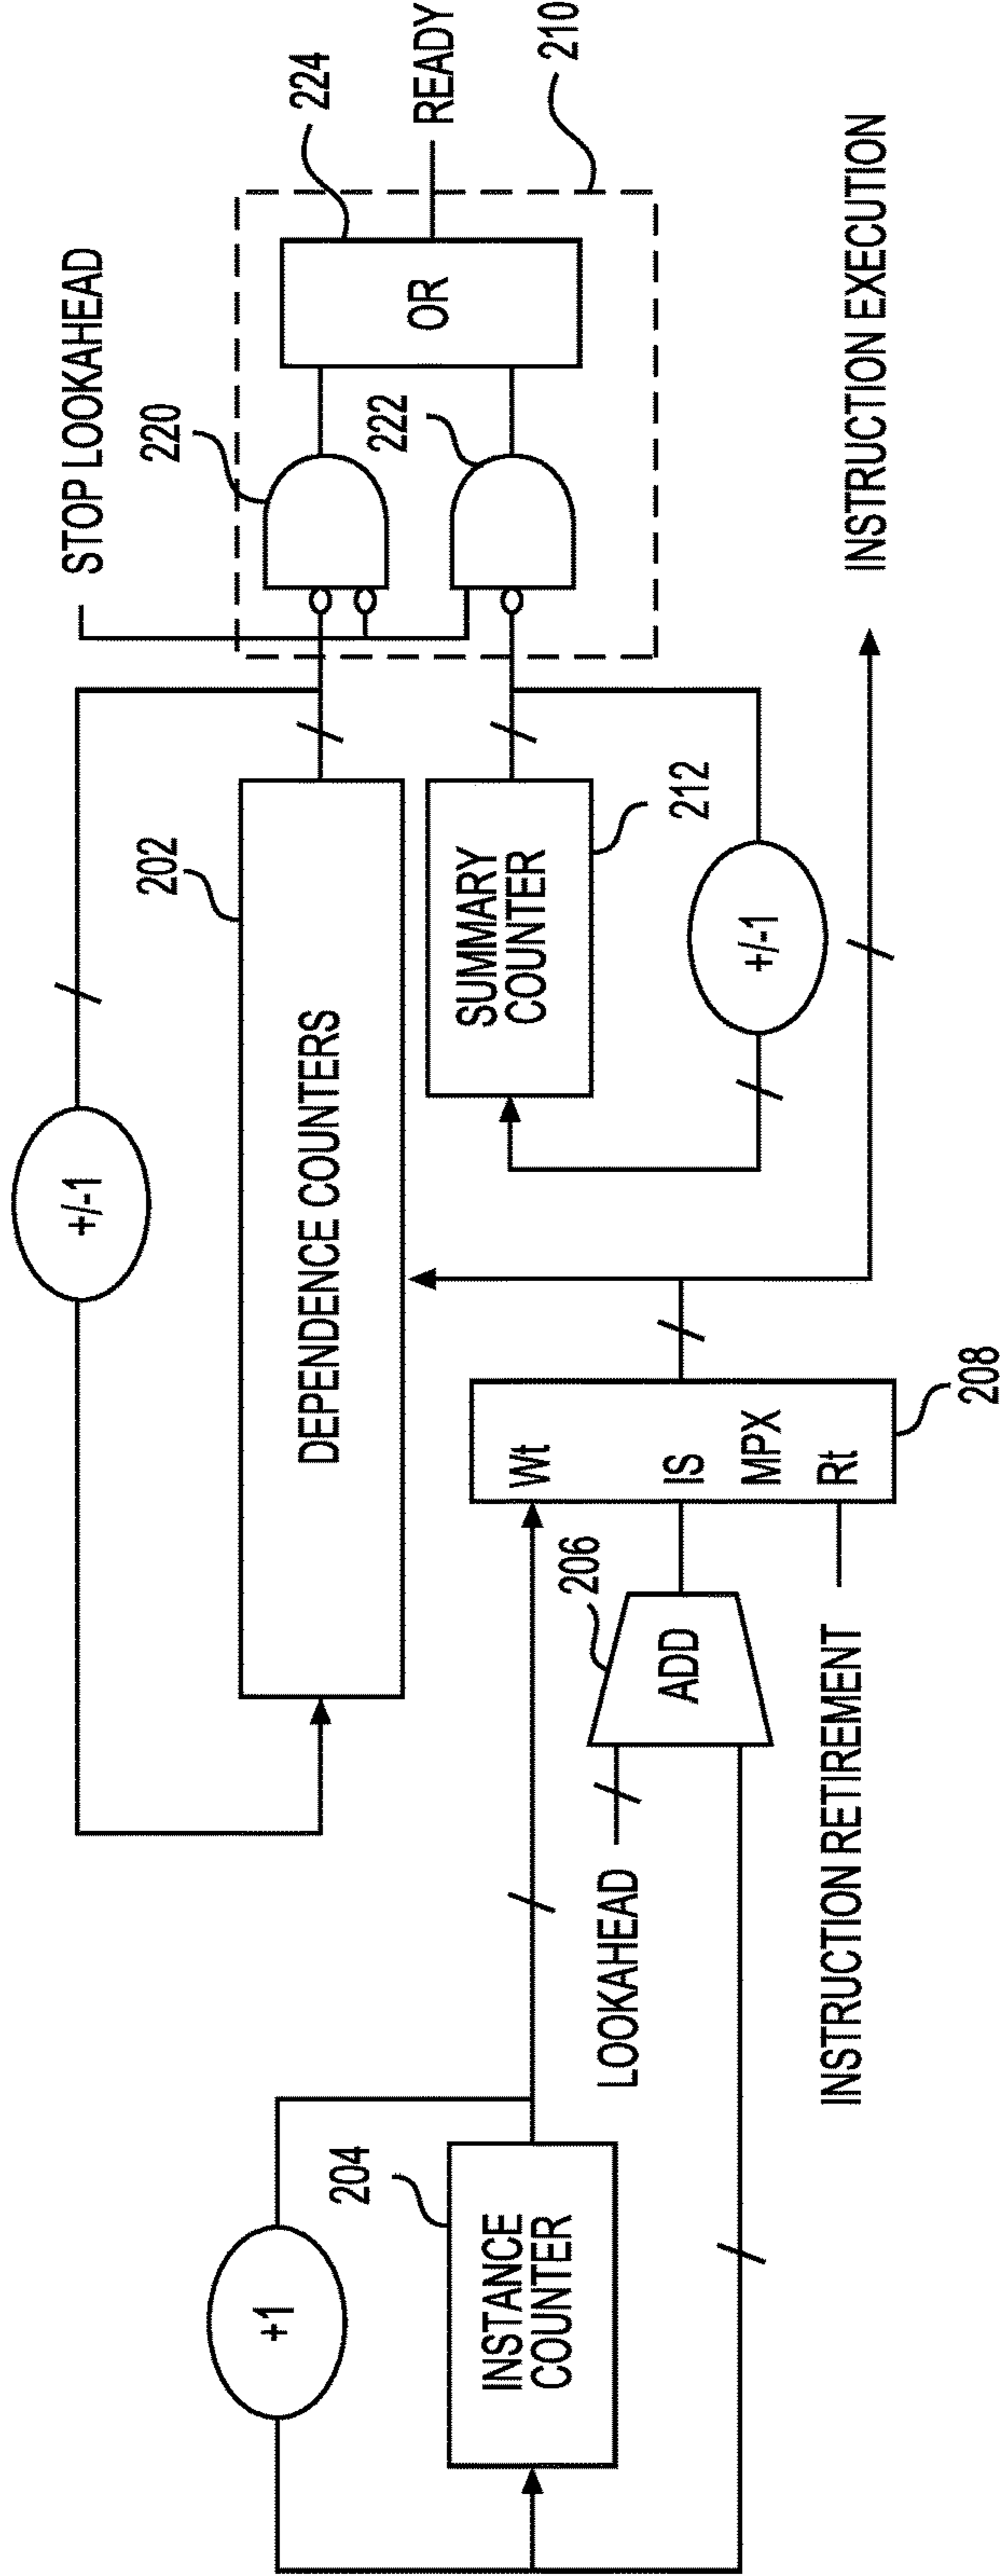 STOP LOOKAHEAD
+/-1
202
220
224
READY
DEPENDENCE COUNTERS
OR
222
210
+1
204
INSTANCE
COUNTER
SUMMARY
COUNTER
212
Wt
LOOKAHEAD
206
ADD
IS
MPX
Rt
208
+/-1
INSTRUCTION RETIREMENT
INSTRUCTION EXECUTION